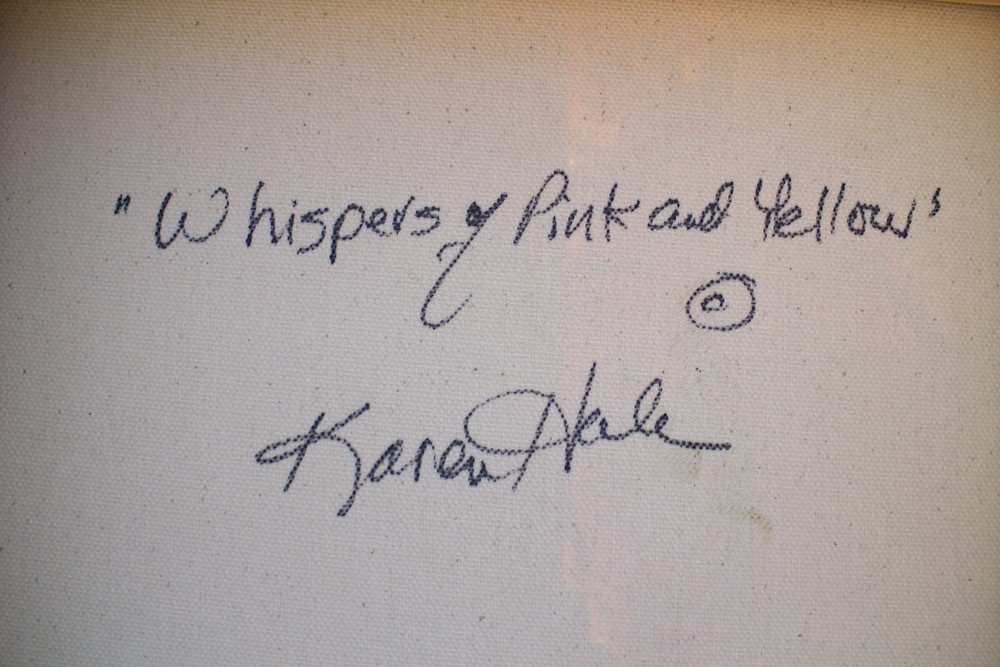 "Whispers of Pink and Yellow"
Karen Hale